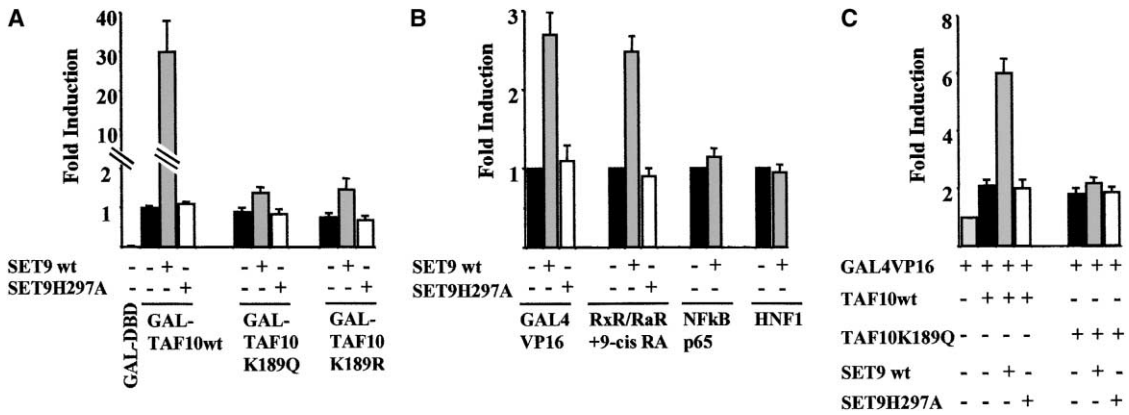 A
Fold Induction
40
30
20
10
2
1
SET9 wt - - + - - + - - + -
SET9H297A - - - + - - + - - +
GAL-DBD
GAL-
TAF10wt
GAL-
TAF10
K189Q
GAL-
TAF10
K189R
B
Fold Induction
3
2
1
SET9 wt - + - - + - - + - +
SET9H297A - - + - - + - - - -
GAL4
VP16
RxR/RaR
+9-cis RA
NFkB
p65
HNF1
C
Fold Induction
8
6
4
2
GAL4VP16 + + + + + + +
TAF10wt - + + + - - -
TAF10K189Q - - - - + + +
SET9 wt - - + - - + -
SET9H297A - - - + - - +